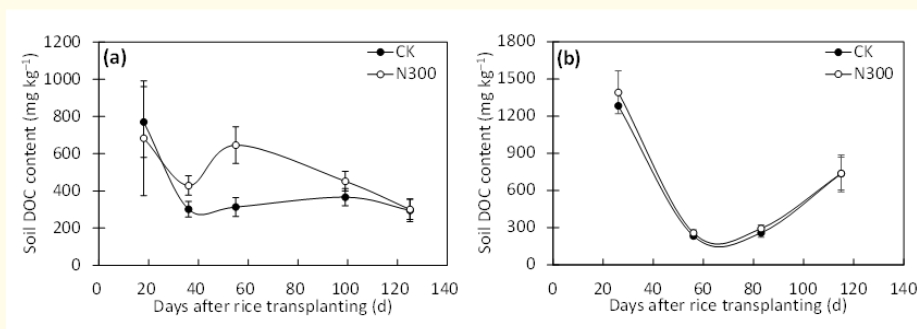 (a)
CK
N300
Soil DOC content (mg kg⁻¹)
1200
1000
800
600
400
200
0
0 20 40 60 80 100 120 140
Days after rice transplanting (d)
(b)
CK
N300
Soil DOC content (mg kg⁻¹)
1800
1500
1200
900
600
300
0
0 20 40 60 80 100 120 140
Days after rice transplanting (d)